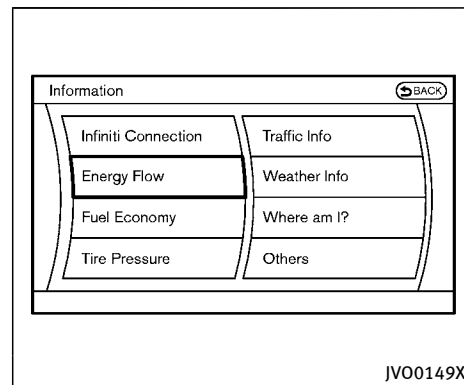 Information
BACK
Infiniti Connection
Traffic Info
Energy Flow
Weather Info
Fuel Economy
Where am I?
Tire Pressure
Others
JVO0149X